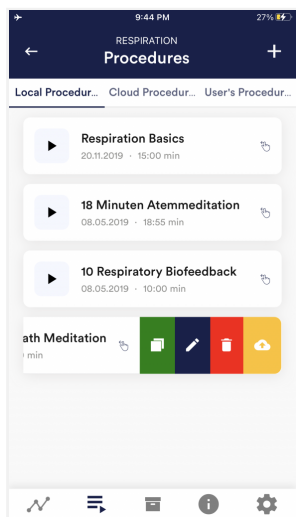 9:44 PM
27%
RESPIRATION
Procedures
Local Procedur... Cloud Procedur... User's Procedur...
Respiration Basics
20.11.2019 · 15:00 min
18 Minuten Atemmeditation
08.05.2019 · 18:55 min
10 Respiratory Biofeedback
08.05.2019 · 10:00 min
ath Meditation
min